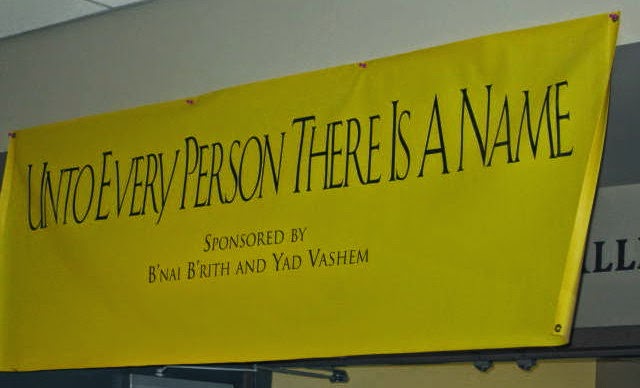 UNTO EVERY PERSON THERE IS A NAME
SPONSORED BY
B'NAI B'RITH AND YAD VASHEM